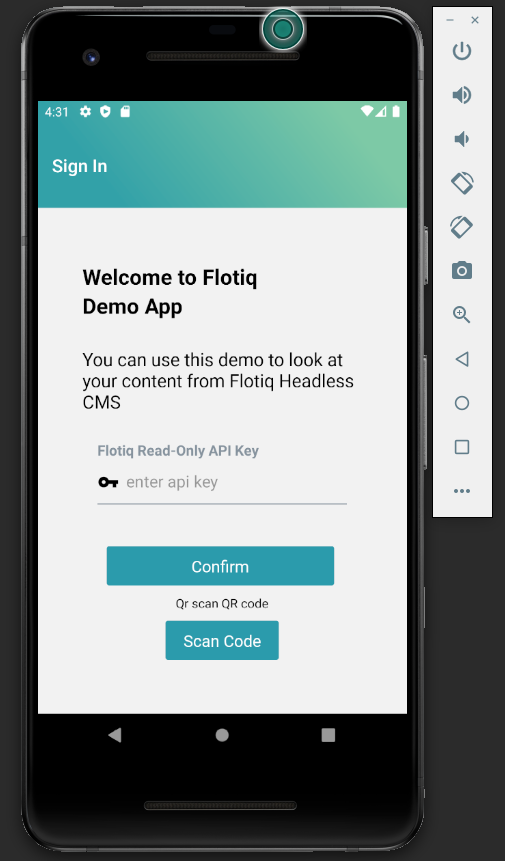 4:31
Sign In
Welcome to Flotiq
Demo App
You can use this demo to look at
your content from Flotiq Headless
CMS
Flotiq Read-Only API Key
enter api key
Confirm
Qr scan QR code
Scan Code